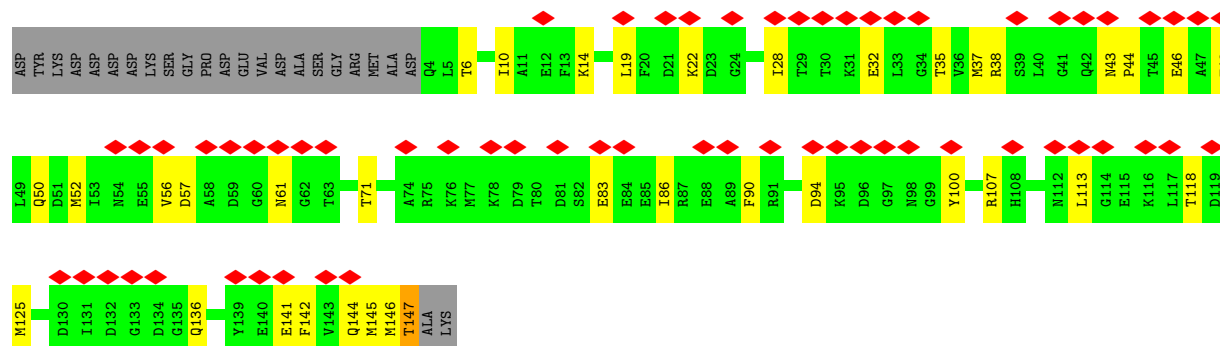 ASP TYR LYS ASP ASP ASP ASP LYS SER GLY PRO ASP GLU VAL ASP ALA SER GLY ARG MET ALA ASP Q4 L5 T6 I10 A11 E12 F13 K14 L19 F20 D21 K22 D23 G24 I28 T29 T30 K31 E32 L33 G34 T35 V36 M37 R38 S39 L40 G41 Q42 N43 P44 T45 E46 A47
L49 Q50 D51 M52 I53 N54 E55 V56 D57 A58 D59 G60 N61 G62 T63 T71 A74 R75 K76 M77 K78 D79 T80 D81 S82 E83 E84 E85 I86 R87 E88 A89 F90 R91 D94 K95 D96 G97 N98 G99 Y100 R107 H108 N112 L113 G114 E115 K116 L117 T118 D119
M125 D130 I131 D132 G133 D134 G135 Q136 Y139 E140 E141 F142 V143 Q144 M145 M146 T147 ALA LYS